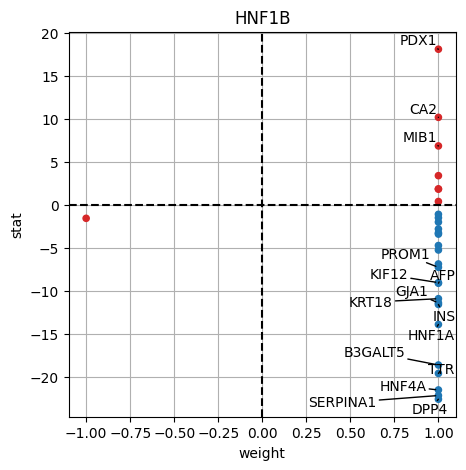 HNF1B
20
15
10
5
0
−5
−10
−15
−20
stat
PDX1
CA2
MIB1
PROM1
KIF12
AFP
GJA1
KRT18
INS
HNF1A
B3GALT5
TTR
HNF4A
SERPINA1
DPP4
−1.00 −0.75 −0.50 −0.25 0.00 0.25 0.50 0.75 1.00
weight